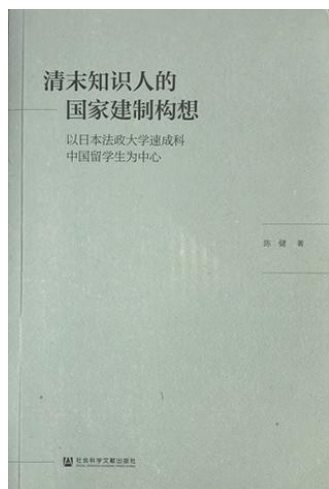 清末知识人的
国家建制构想
以日本法政大学速成科
中国留学生为中心
陈健 著
社会科学文献出版社